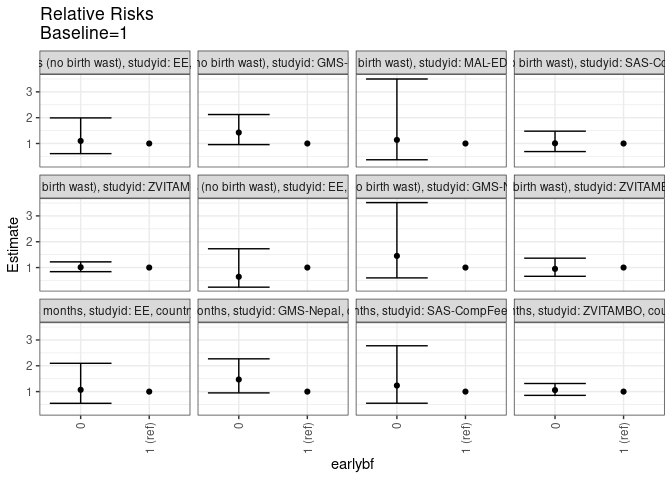 Relative Risks
Baseline=1
s (no birth wast), studyid: EE,
no birth wast), studyid: GMS-
birth wast), studyid: MAL-ED
birth wast), studyid: SAS-Co
3
2
1
birth wast), studyid: ZVITAM
(no birth wast), studyid: EE,
o birth wast), studyid: GMS-N
birth wast), studyid: ZVITAMB
3
2
1
Estimate
months, studyid: EE, countr
onths, studyid: GMS-Nepal, c
nths, studyid: SAS-CompFee
ths, studyid: ZVITAMBO, cou
3
2
1
0
1 (ref)
0
1 (ref)
0
1 (ref)
0
1 (ref)
earlybf